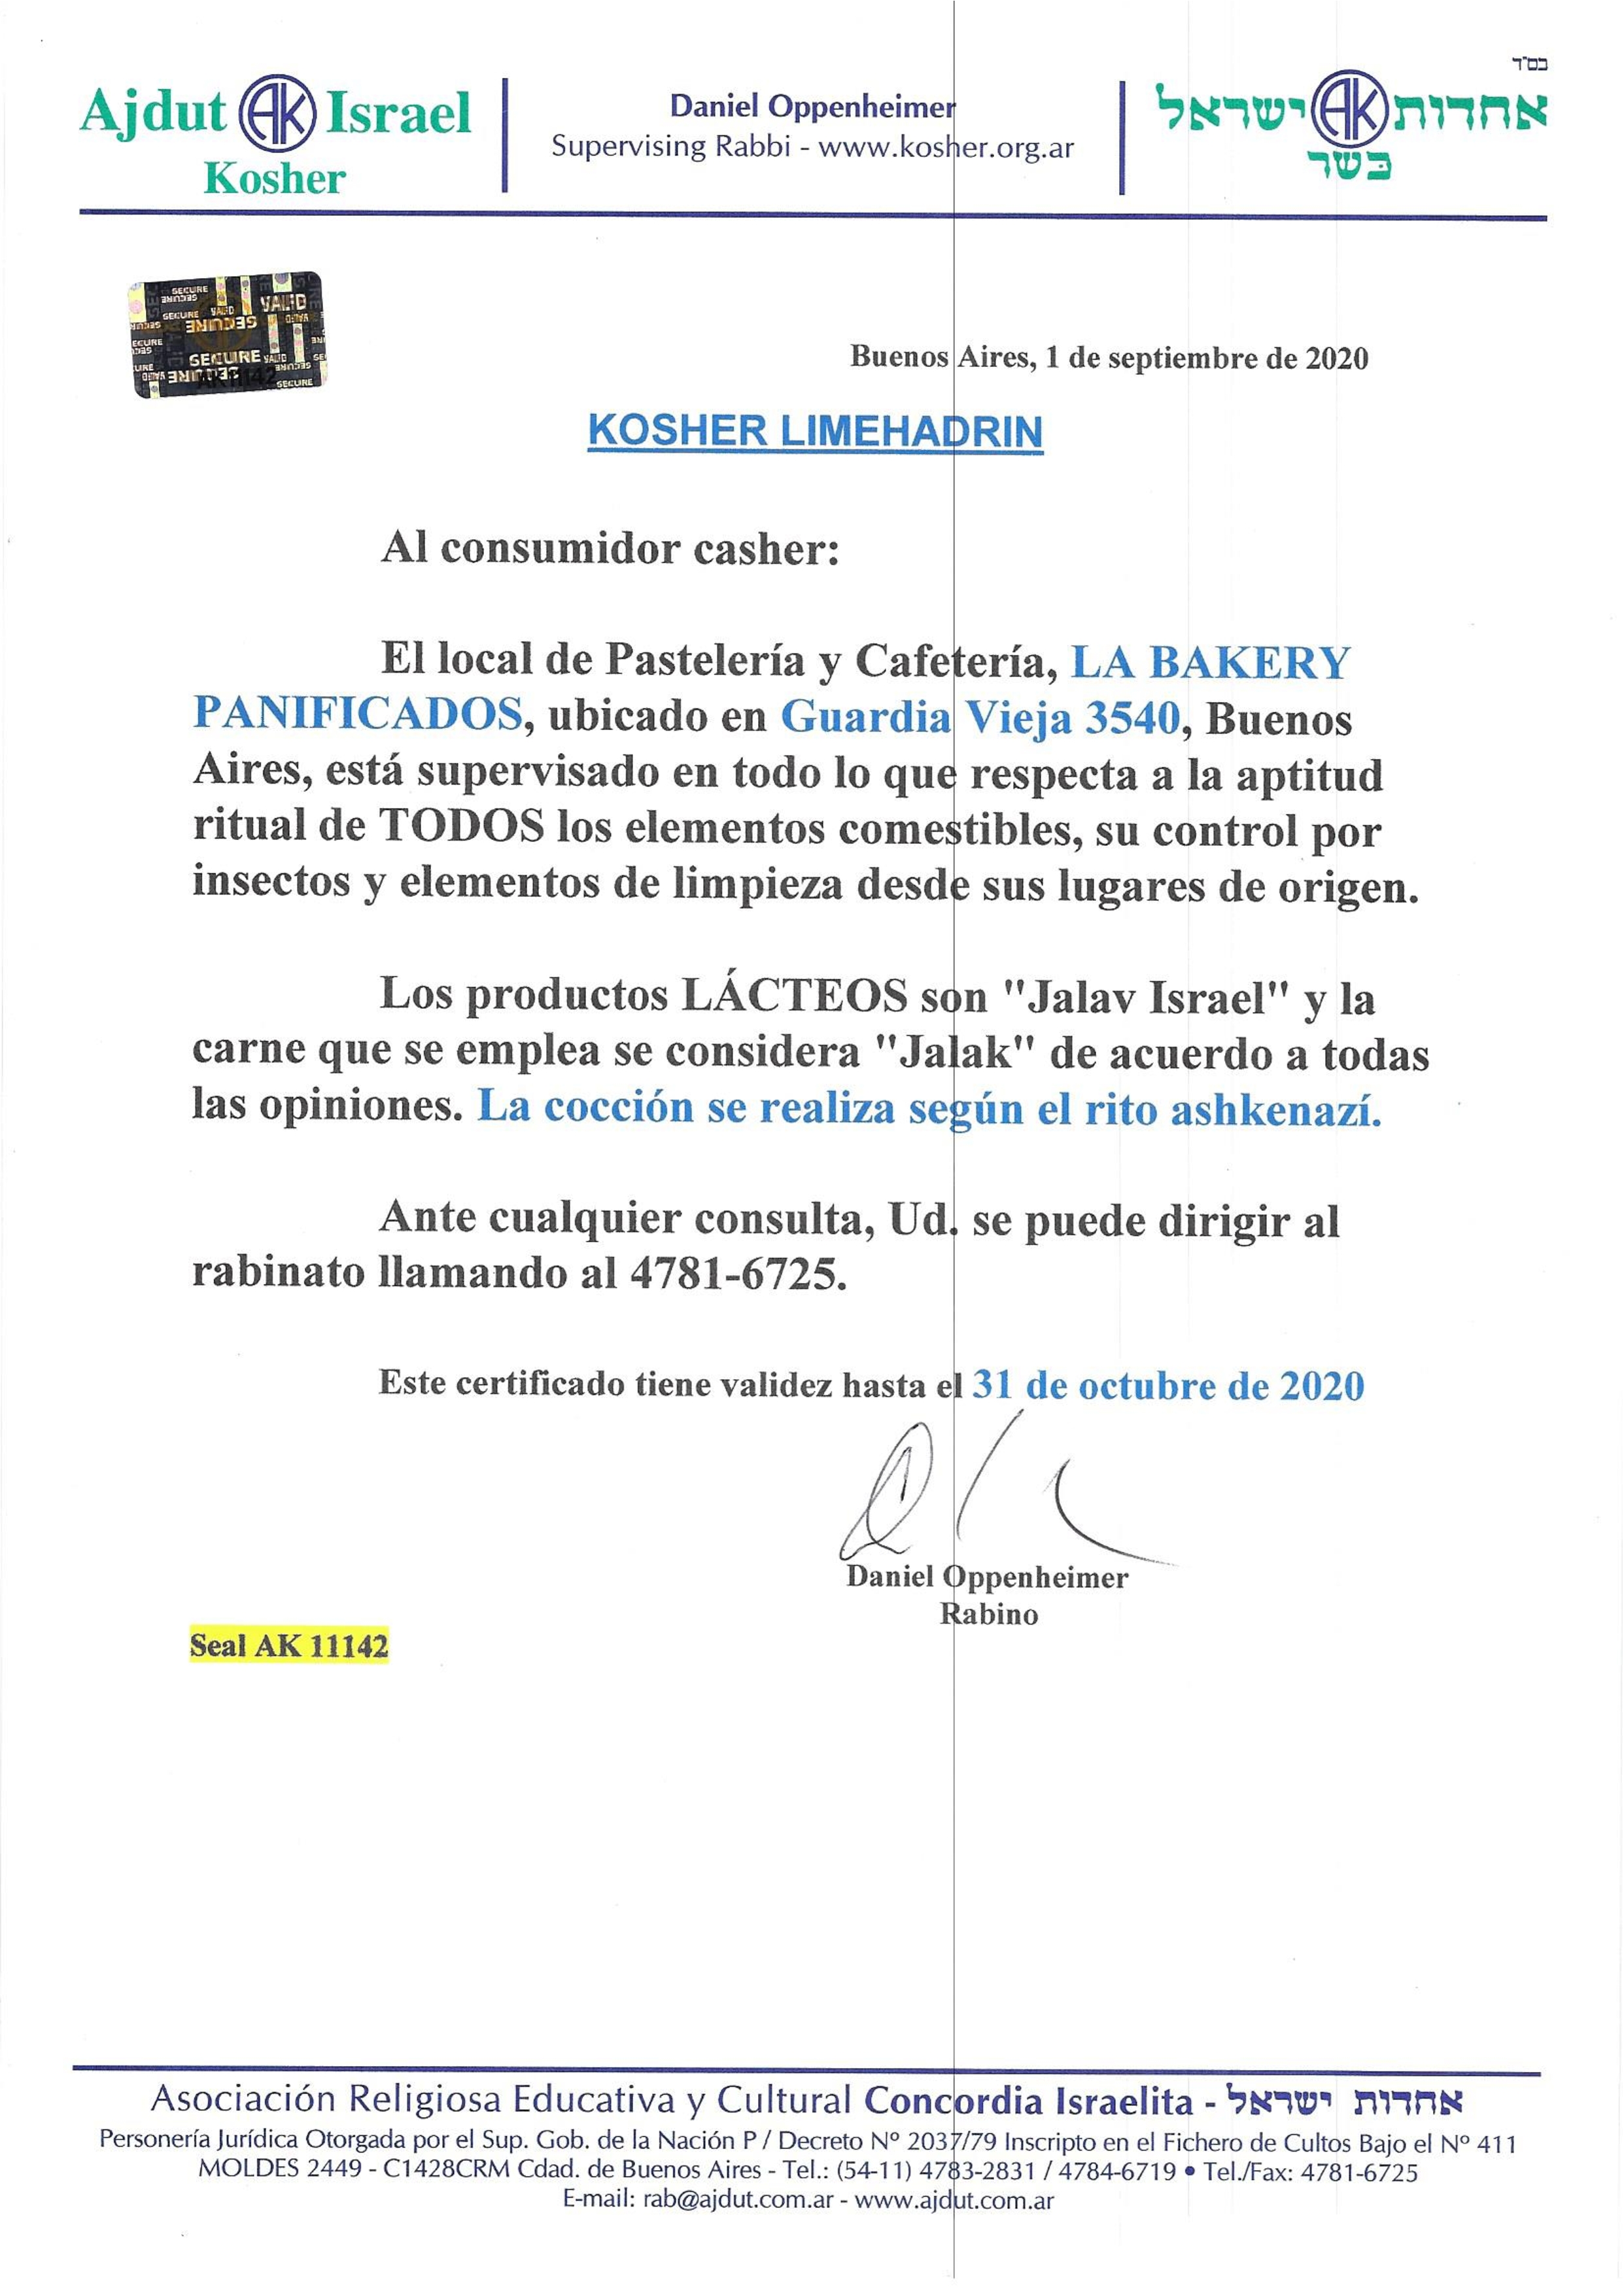 בס"ד
Ajdut AK Israel
Kosher
Daniel Oppenheimer
Supervising Rabbi - www.kosher.org.ar
אחדות AK ישראל
כשר
SECURE
VALID
SECURE
SECURE
AK 11142
Buenos Aires, 1 de septiembre de 2020
KOSHER LIMEHADRIN
Al consumidor casher:
El local de Pastelería y Cafetería, LA BAKERY
PANIFICADOS, ubicado en Guardia Vieja 3540, Buenos
Aires, está supervisado en todo lo que respecta a la aptitud
ritual de TODOS los elementos comestibles, su control por
insectos y elementos de limpieza desde sus lugares de origen.
Los productos LÁCTEOS son "Jalav Israel" y la
carne que se emplea se considera "Jalak" de acuerdo a todas
las opiniones. La cocción se realiza según el rito ashkenazí.
Ante cualquier consulta, Ud. se puede dirigir al
rabinato llamando al 4781-6725.
Este certificado tiene validez hasta el 31 de octubre de 2020
Daniel Oppenheimer
Rabino
Seal AK 11142
Asociación Religiosa Educativa y Cultural Concordia Israelita - אחדות ישראל
Personería Jurídica Otorgada por el Sup. Gob. de la Nación P / Decreto Nº 2037/79 Inscripto en el Fichero de Cultos Bajo el Nº 411
MOLDES 2449 - C1428CRM Cdad. de Buenos Aires - Tel.: (54-11) 4783-2831 / 4784-6719 • Tel./Fax: 4781-6725
E-mail: rab@ajdut.com.ar - www.ajdut.com.ar